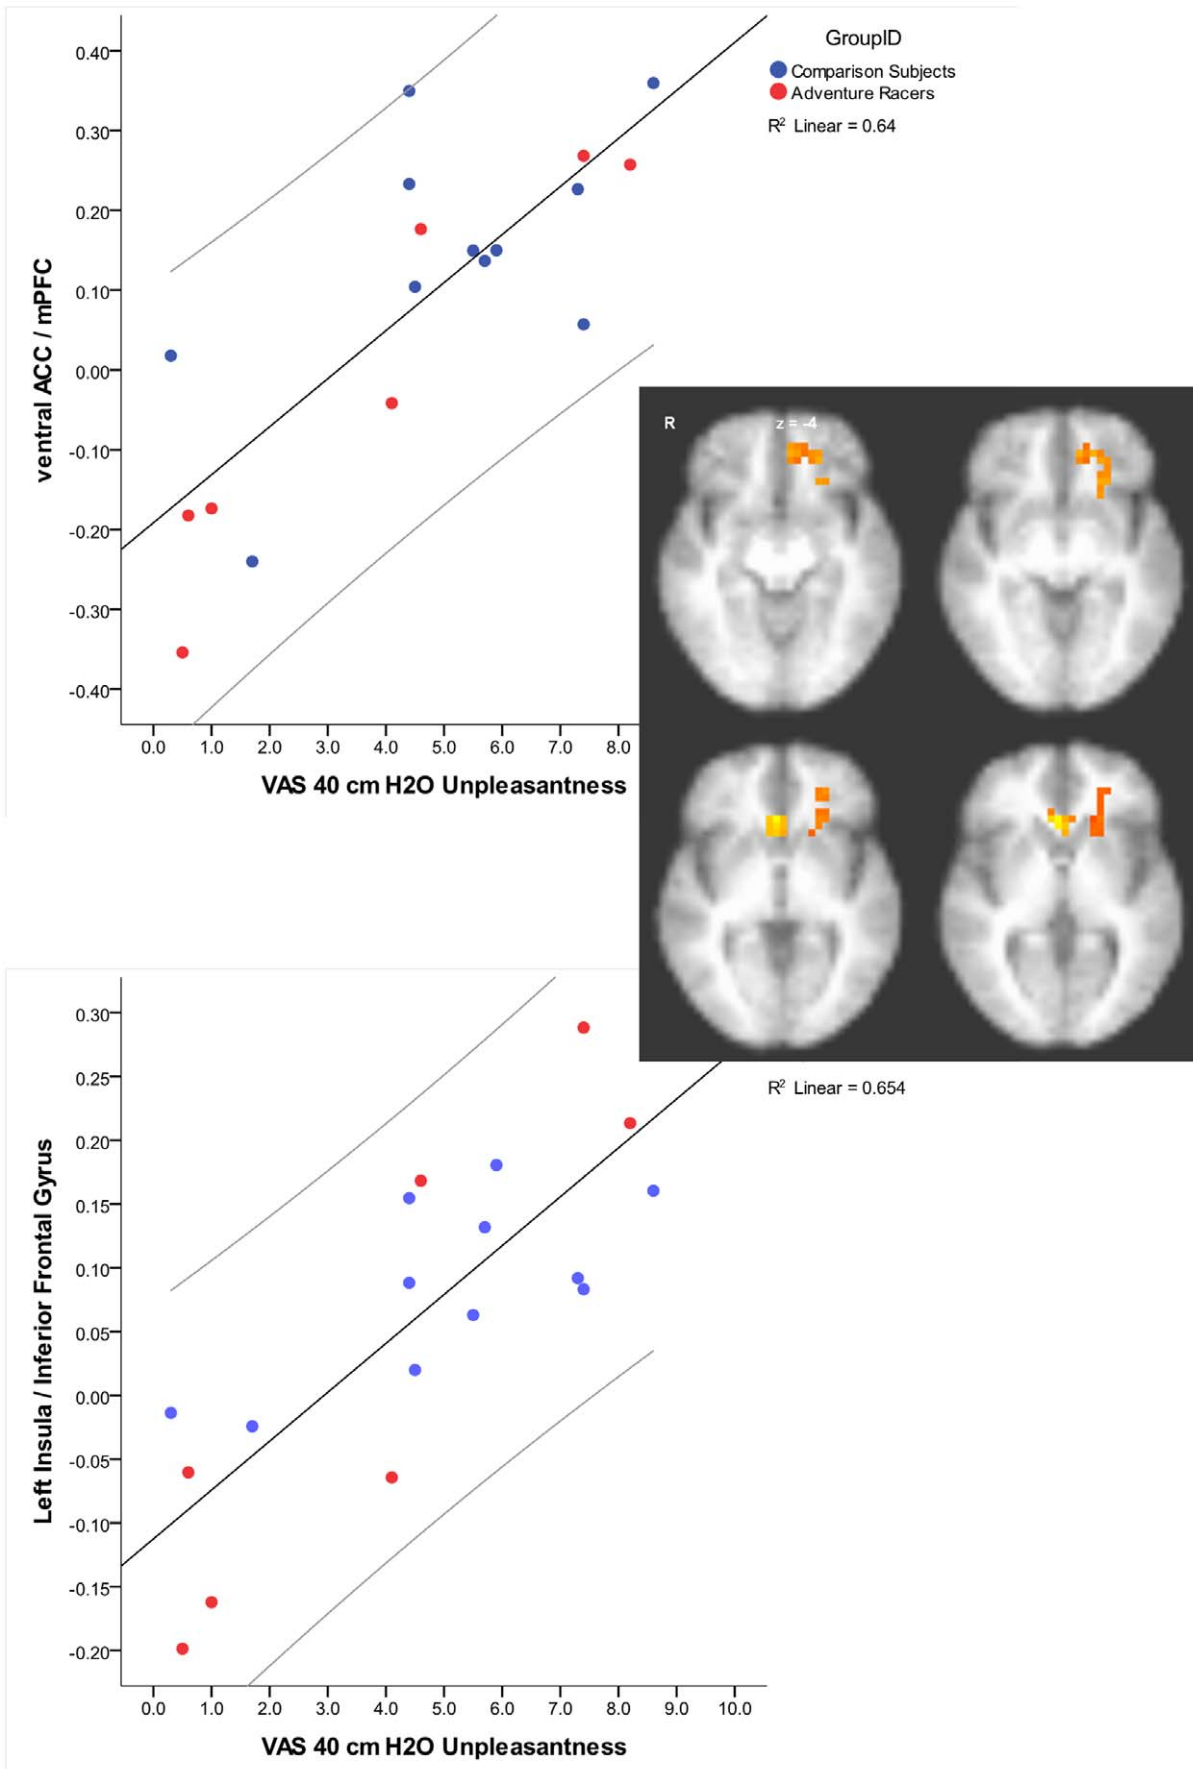 GroupID
Comparison Subjects
Adventure Racers
R² Linear = 0.64
ventral ACC / mPFC
0.40
0.30
0.20
0.10
0.00
-0.10
-0.20
-0.30
-0.40
0.0 1.0 2.0 3.0 4.0 5.0 6.0 7.0 8.0
VAS 40 cm H2O Unpleasantness
R z = -4
R² Linear = 0.654
Left Insula / Inferior Frontal Gyrus
0.30
0.25
0.20
0.15
0.10
0.05
0.00
-0.05
-0.10
-0.15
-0.20
0.0 1.0 2.0 3.0 4.0 5.0 6.0 7.0 8.0 9.0 10.0
VAS 40 cm H2O Unpleasantness